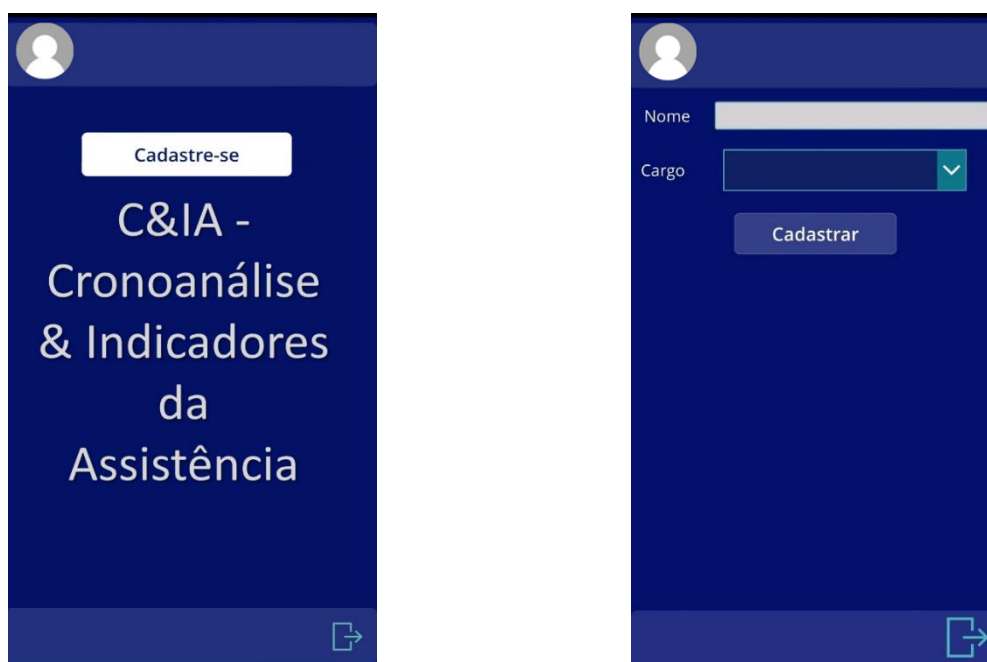 Cadastre-se
C&IA -
Cronoanálise
& Indicadores
da
Assistência
Nome
Cargo
Cadastrar